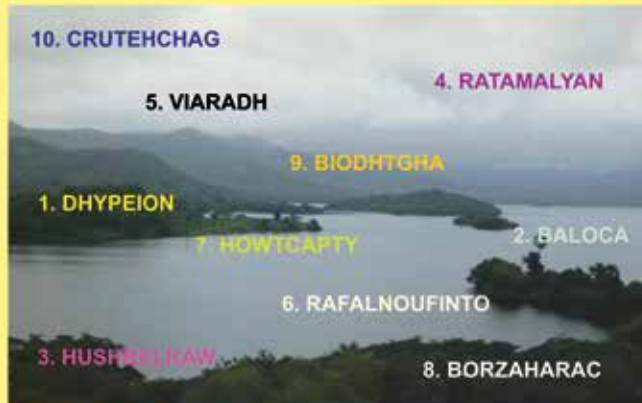 10. CRUTEHCHAG
4. RATAMALYAN
5. VIARADH
9. BIODHTGHA
1. DHYPEION
2. BALOCA
7. HOWTCAPTY
6. RAFALNOUFINTO
3.
8. BORZAHARAC